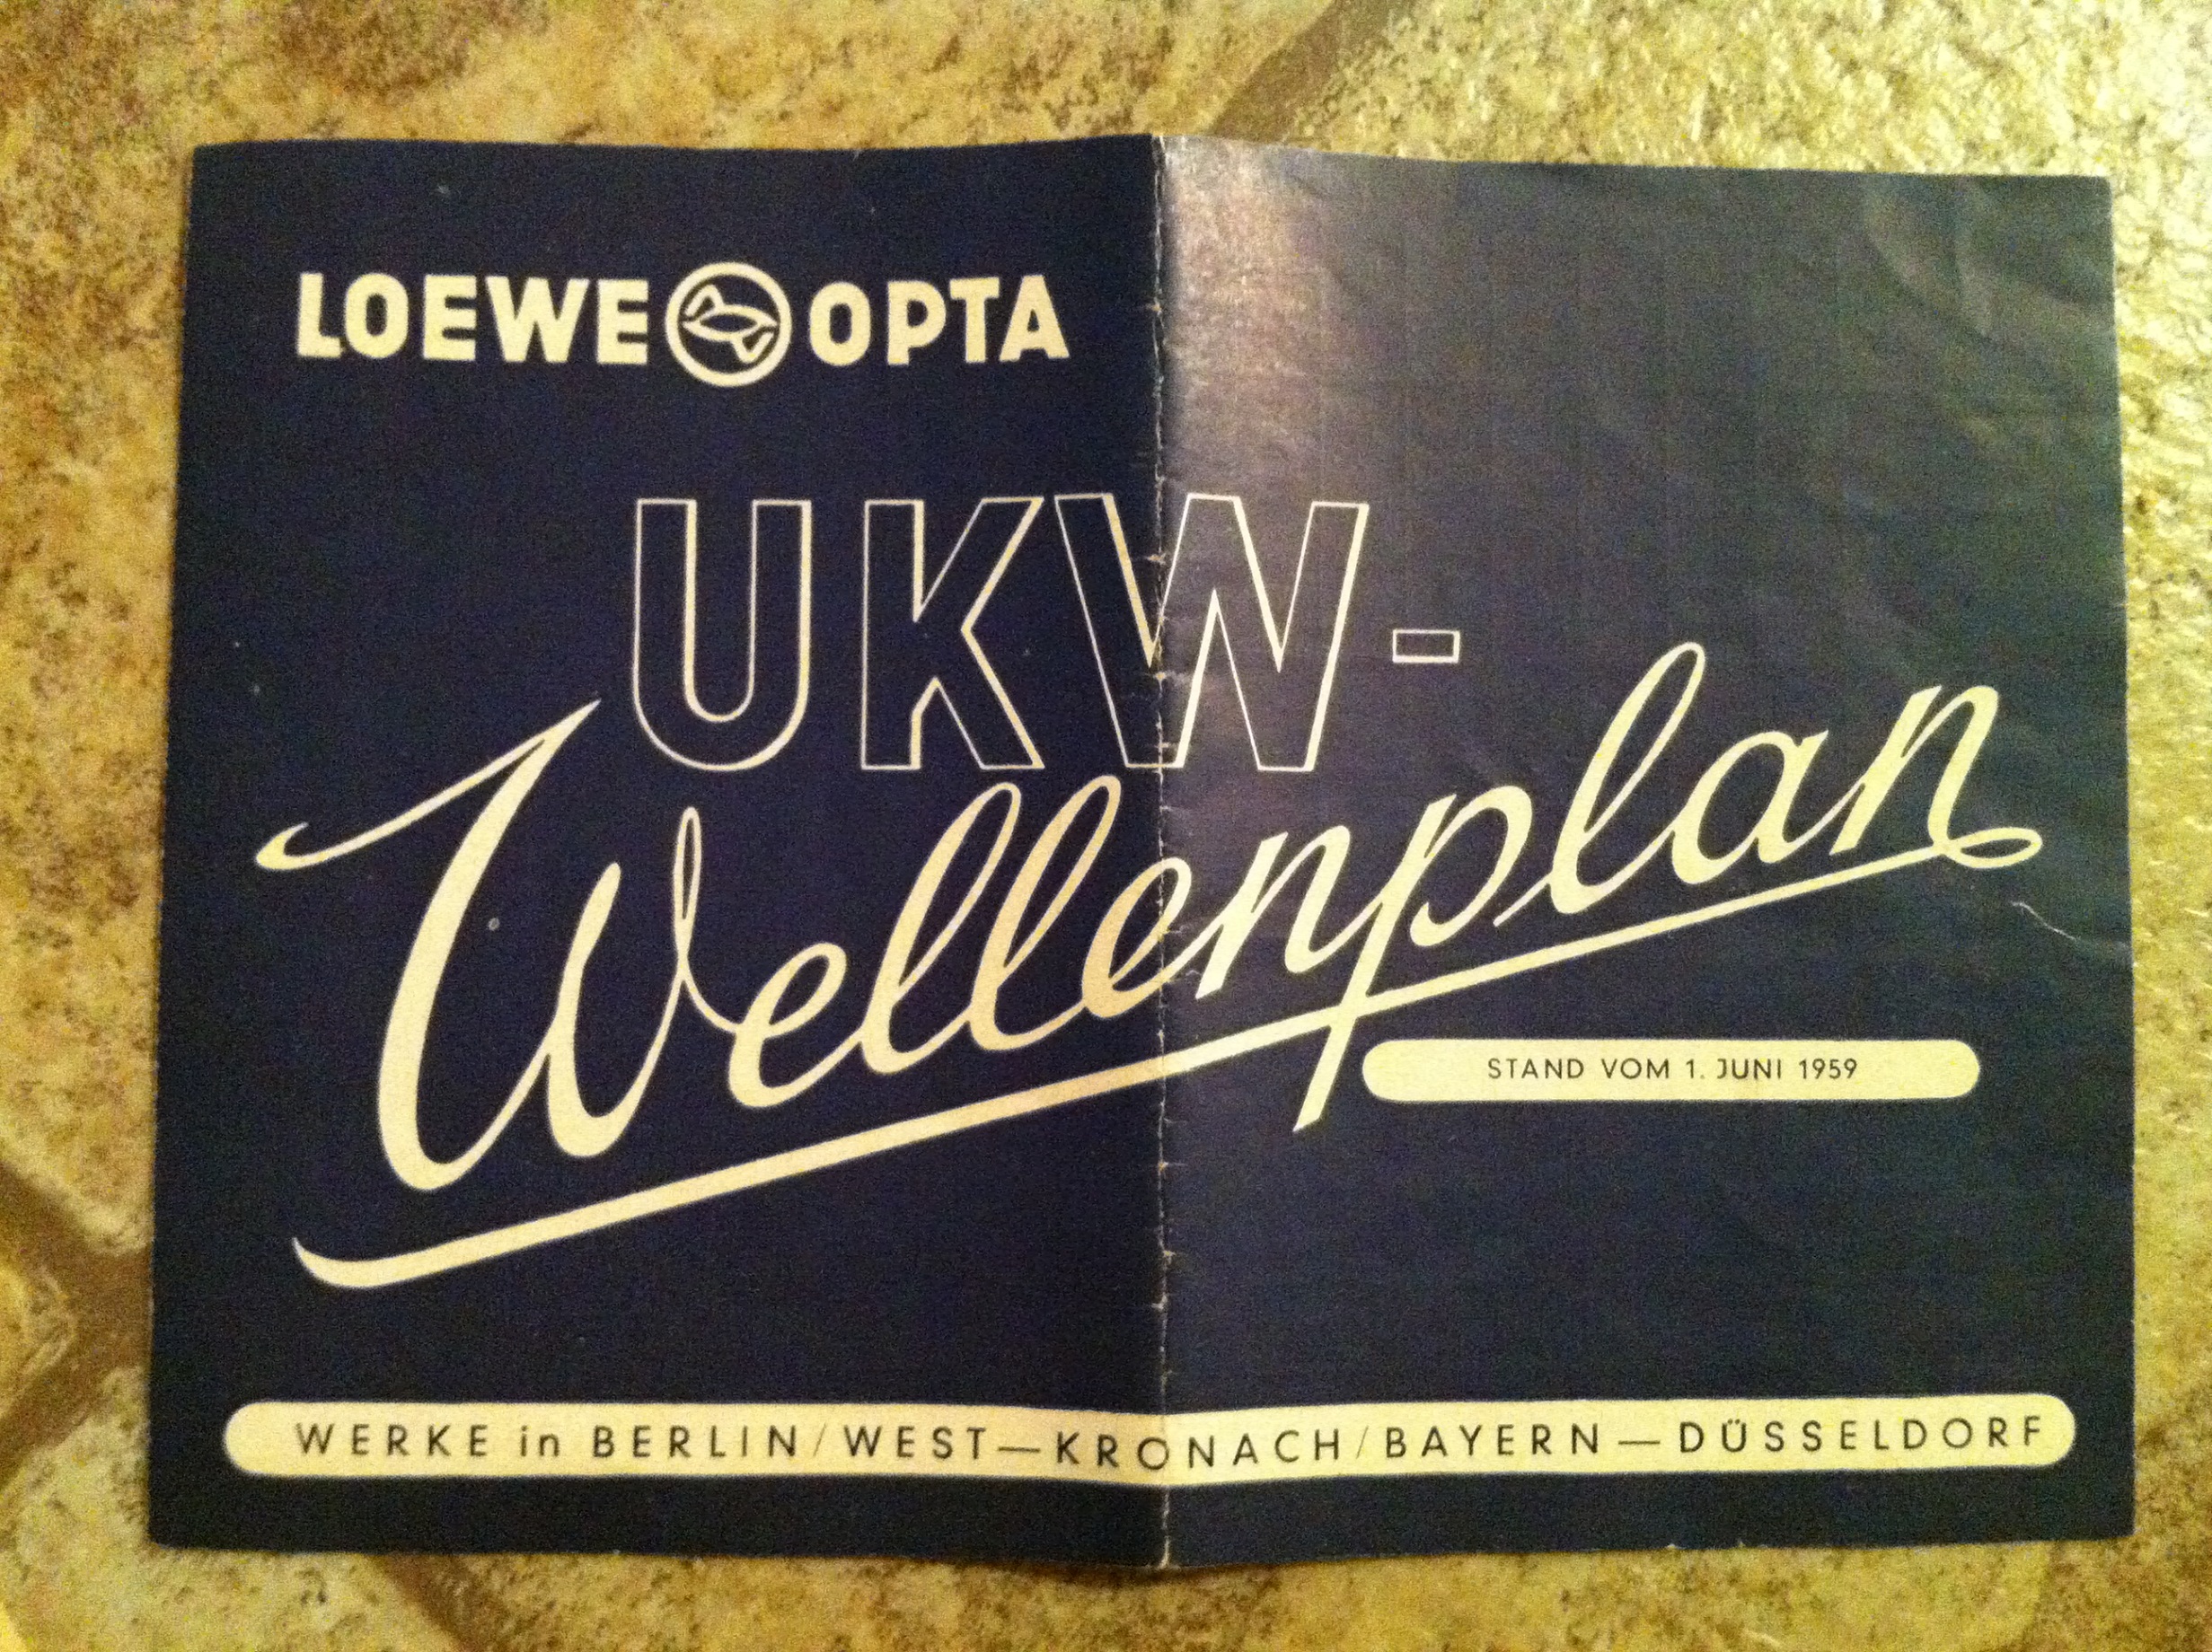 LOEWE OPTA
UKW-
Wellenplan
STAND VOM 1. JUNI 1959
WERKE in BERLIN/WEST—KRONACH/BAYERN—DÜSSELDORF